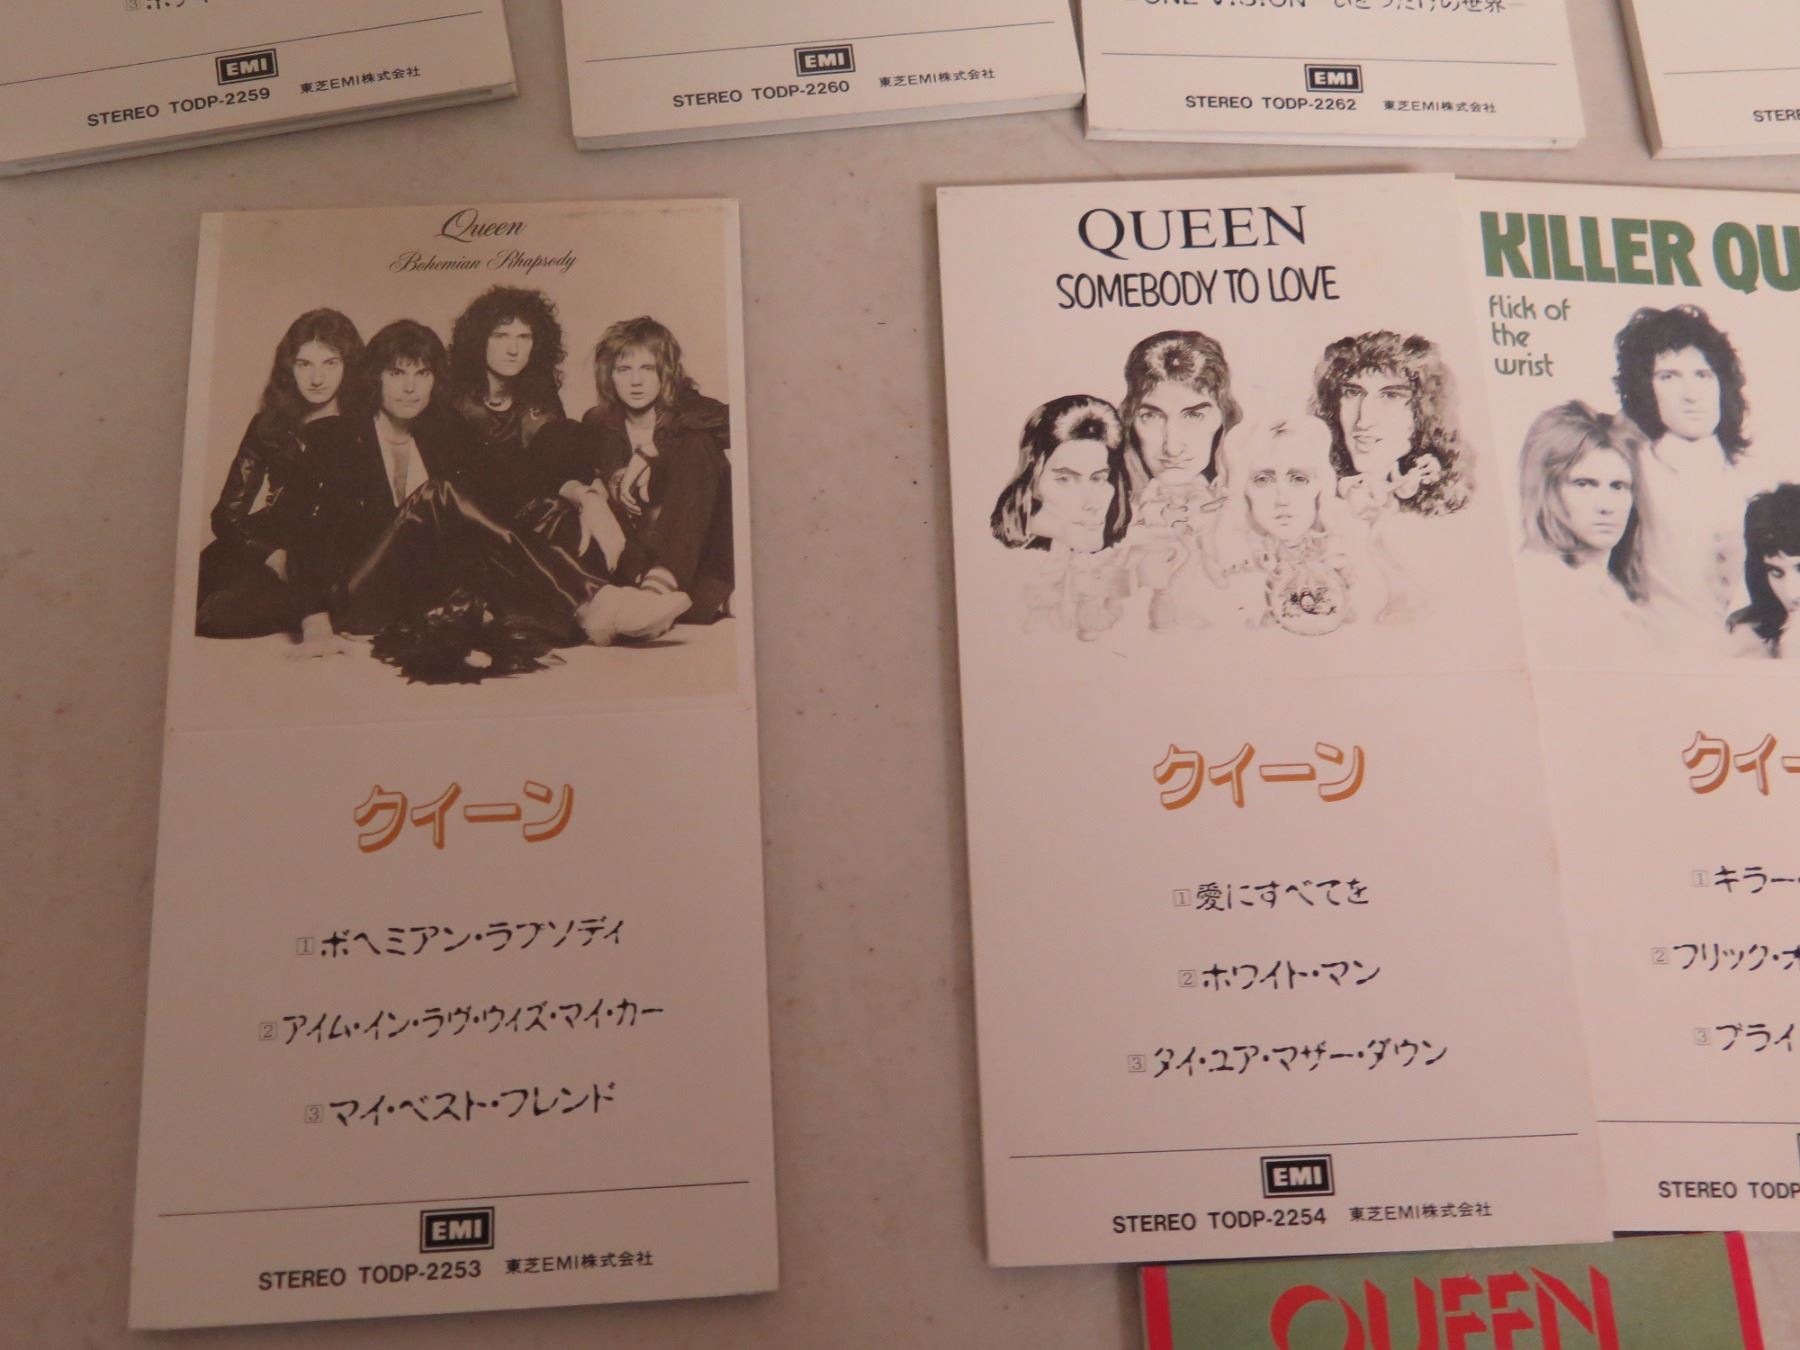 EMI
STEREO TODP-2259 東芝EMI株式会社
EMI
STEREO TODP-2260 東芝EMI株式会社
EMI
STEREO TODP-2262 東芝EMI株式会社
Queen
Bohemian Rhapsody
クイーン
1 ボヘミアン・ラプソディ
2 アイム・イン・ラヴ・ウィズ・マイ・カー
3 マイ・ベスト・フレンド
EMI
STEREO TODP-2253 東芝EMI株式会社
QUEEN
SOMEBODY TO LOVE
クイーン
1 愛にすべてを
2 ホワイト・マン
3 タイ・ユア・マザー・ダウン
EMI
STEREO TODP-2254 東芝EMI株式会社
KILLER QU
flick of
the
wrist
クイー
1 キラー・
2 フリック・オ
3 ブライ
STEREO TODP
QUEEN